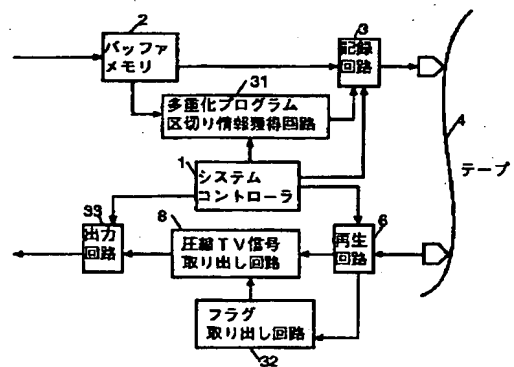 2
バッファ
メモリ
3
記録
回路
31
多重化プログラム
区切り情報獲得回路
4
テープ
1
システム
コントローラ
33
出力
回路
8
圧縮TV信号
取り出し回路
6
再生
回路
フラグ
取り出し回路
32